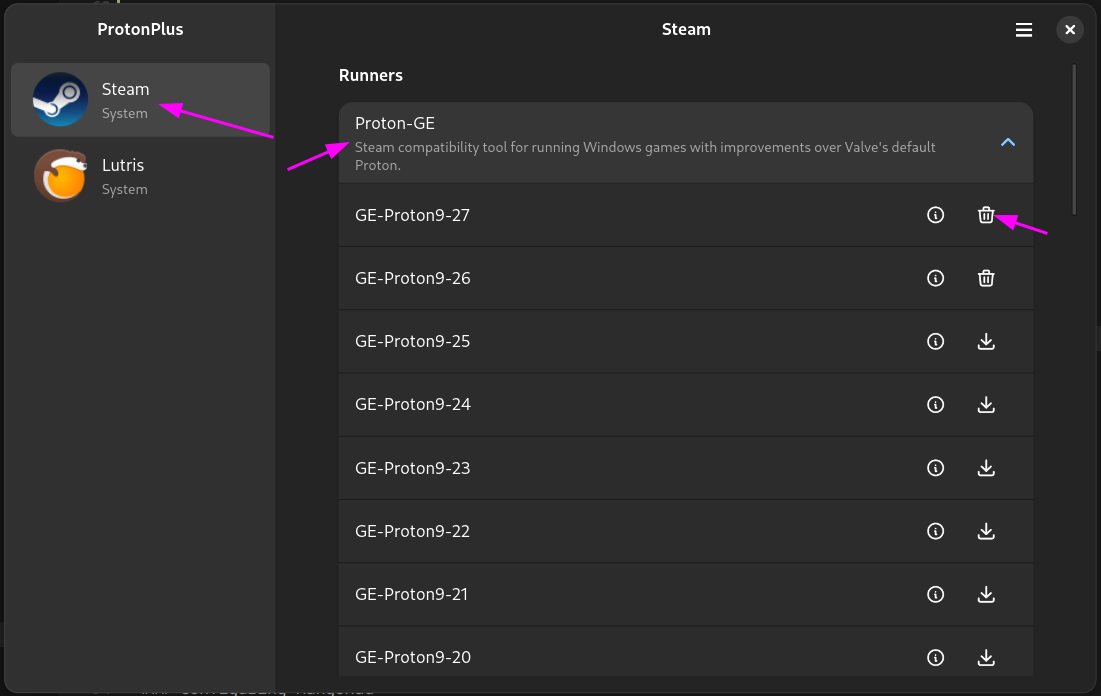 ProtonPlus
Steam
Steam
System
Lutris
System
Runners
Proton-GE
Steam compatibility tool for running Windows games with improvements over Valve's default
Proton.
GE-Proton9-27
GE-Proton9-26
GE-Proton9-25
GE-Proton9-24
GE-Proton9-23
GE-Proton9-22
GE-Proton9-21
GE-Proton9-20